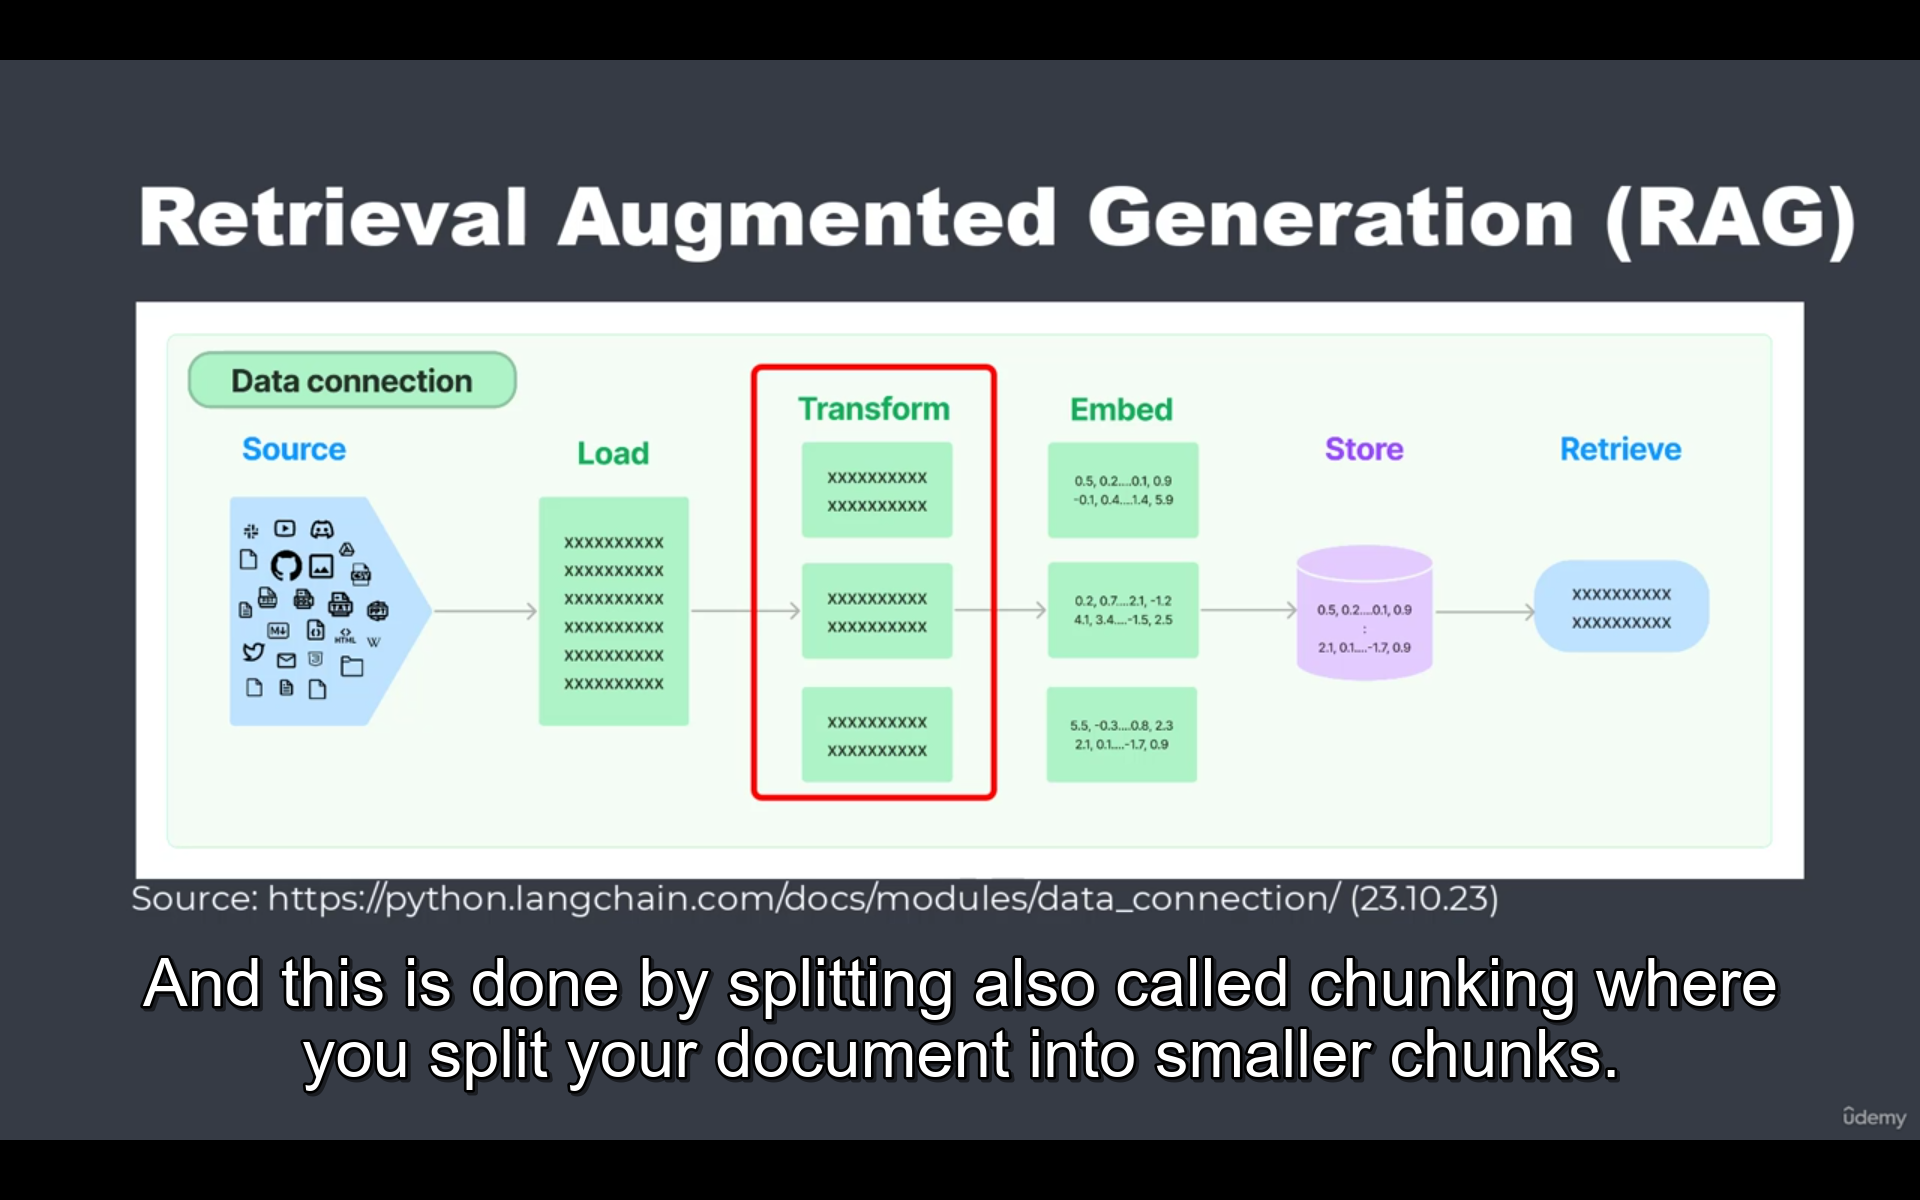 Retrieval Augmented Generation (RAG)
Data connection
Source
Load
Transform
Embed
Store
Retrieve
CSV
TXT
PPT
M↓
HTML
W
XXXXXXXXXX
XXXXXXXXXX
XXXXXXXXXX
XXXXXXXXXX
XXXXXXXXXX
XXXXXXXXXX
XXXXXXXXXX
XXXXXXXXXX
XXXXXXXXXX
XXXXXXXXXX
XXXXXXXXXX
XXXXXXXXXX
0.5, 0.2....0.1, 0.9
-0.1, 0.4....1.4, 5.9
0.2, 0.7....2.1, -1.2
4.1, 3.4....-1.5, 2.5
5.5, -0.3....0.8, 2.3
2.1, 0.1....-1.7, 0.9
0.5, 0.2....0.1, 0.9
:
2.1, 0.1....-1.7, 0.9
XXXXXXXXXX
XXXXXXXXXX
Source: https://python.langchain.com/docs/modules/data_connection/ (23.10.23)
And this is done by splitting also called chunking where
you split your document into smaller chunks.
ûdemy